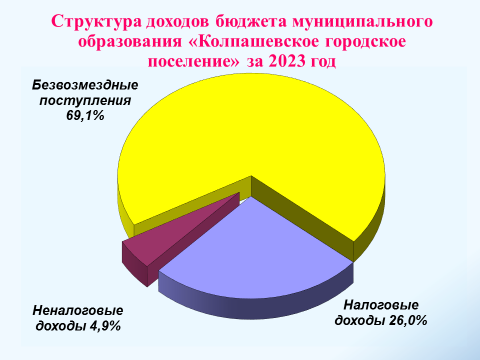 Структура доходов бюджета муниципального
образования «Колпашевское городское
поселение» за 2023 год
Безвозмездные
поступления
69,1%
Неналоговые
доходы 4,9%
Налоговые
доходы 26,0%